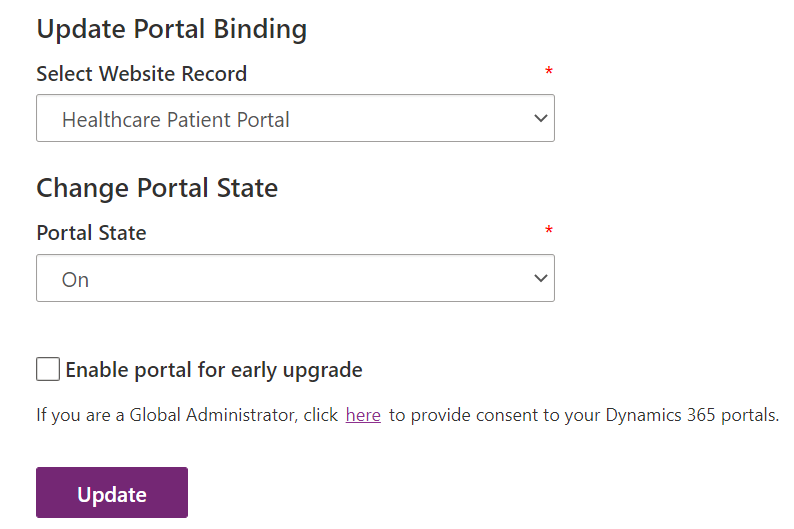 Update Portal Binding
Select Website Record *
Healthcare Patient Portal
Change Portal State
Portal State *
On
Enable portal for early upgrade
If you are a Global Administrator, click here to provide consent to your Dynamics 365 portals.
Update